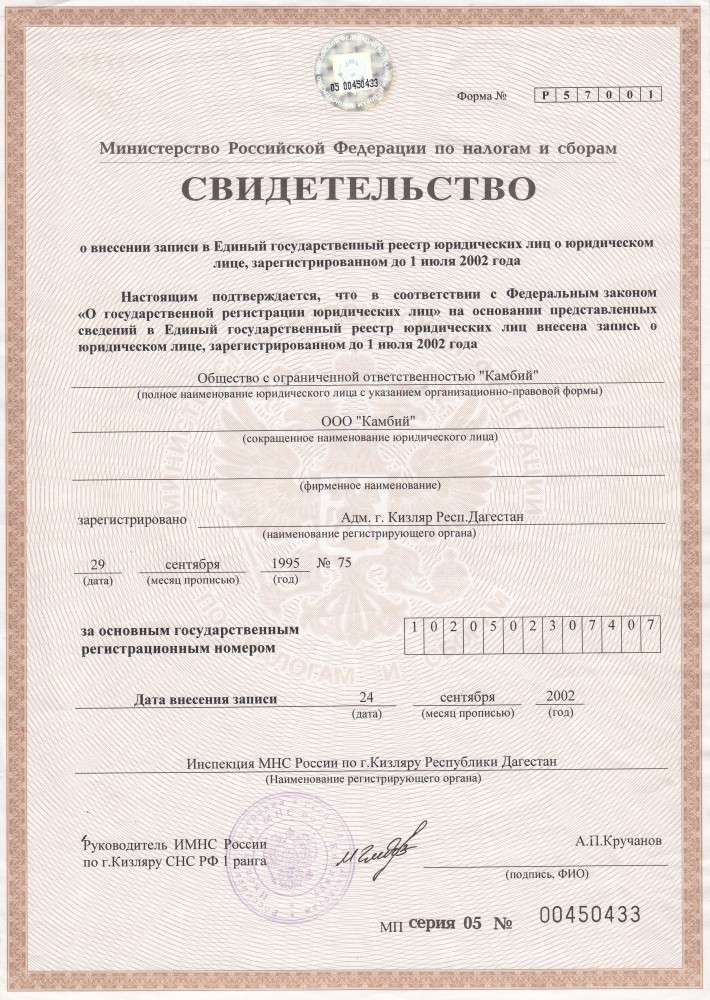 05 00450433
Форма № Р 5 7 0 0 1
Министерство Российской Федерации по налогам и сборам
СВИДЕТЕЛЬСТВО
о внесении записи в Единый государственный реестр юридических лиц о юридическом
лице, зарегистрированном до 1 июля 2002 года
Настоящим подтверждается, что в соответствии с Федеральным законом
«О государственной регистрации юридических лиц» на основании представленных
сведений в Единый государственный реестр юридических лиц внесена запись о
юридическом лице, зарегистрированном до 1 июля 2002 года
Общество с ограниченной ответственностью "Камбий"
(полное наименование юридического лица с указанием организационно-правовой формы)
ООО "Камбий"
(сокращенное наименование юридического лица)
(фирменное наименование)
зарегистрировано Адм. г. Кизляр Респ.Дагестан
(наименование регистрирующего органа)
29 сентября 1995 № 75
(дата) (месяц прописью) (год)
за основным государственным
регистрационным номером 1 0 2 0 5 0 2 3 0 7 4 0 7
Дата внесения записи 24 сентября 2002
(дата) (месяц прописью) (год)
Инспекция МНС России по г.Кизляру Республики Дагестан
(Наименование регистрирующего органа)
Руководитель ИМНС России А.П.Кручанов
по г.Кизляру СНС РФ 1 ранга
(подпись, ФИО)
МП серия 05 № 00450433